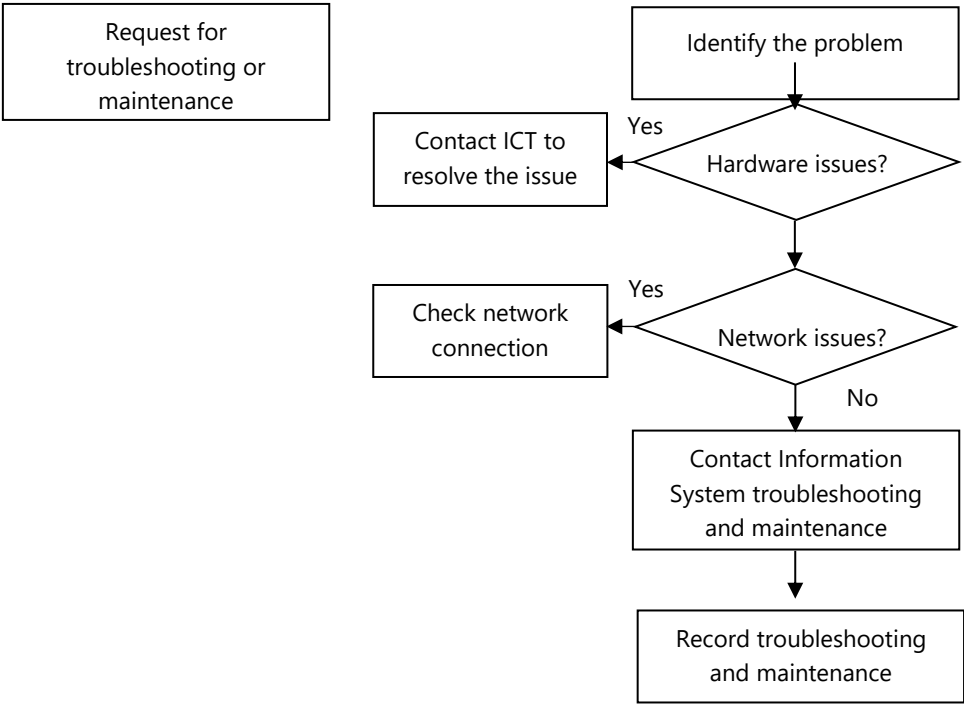 Request for
troubleshooting or
maintenance
Identify the problem
Yes
Contact ICT to
resolve the issue
Hardware issues?
Yes
Check network
connection
Network issues?
No
Contact Information
System troubleshooting
and maintenance
Record troubleshooting
and maintenance